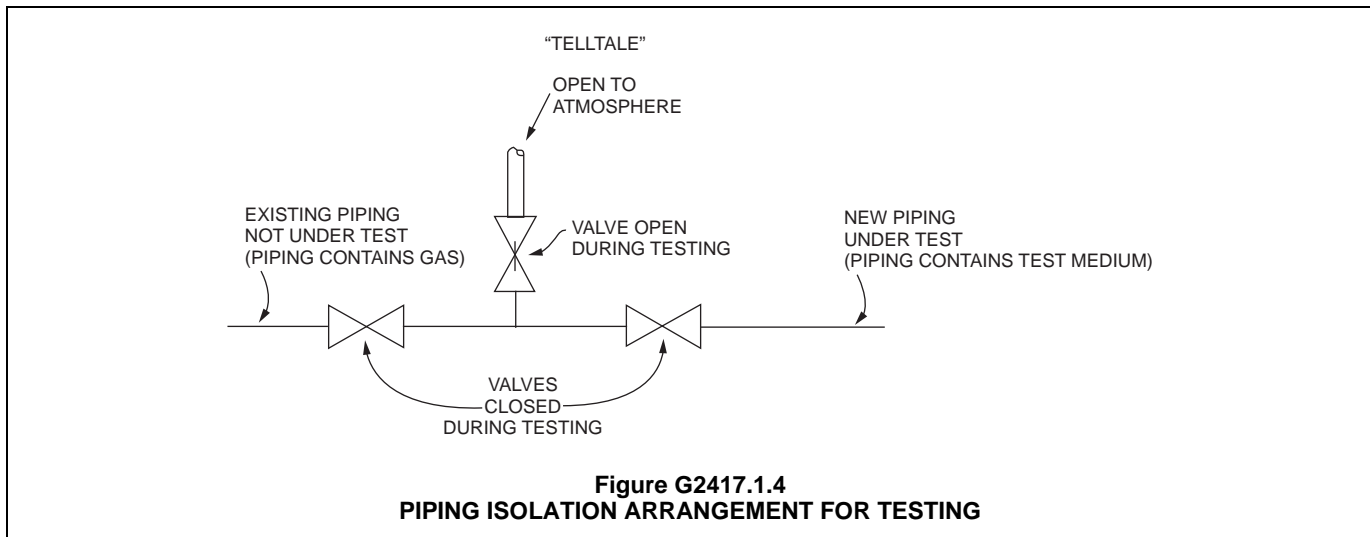 “TELLTALE”
OPEN TO
ATMOSPHERE
EXISTING PIPING
NOT UNDER TEST
(PIPING CONTAINS GAS)
VALVE OPEN
DURING TESTING
NEW PIPING
UNDER TEST
(PIPING CONTAINS TEST MEDIUM)
VALVES
CLOSED
DURING TESTING
Figure G2417.1.4
PIPING ISOLATION ARRANGEMENT FOR TESTING